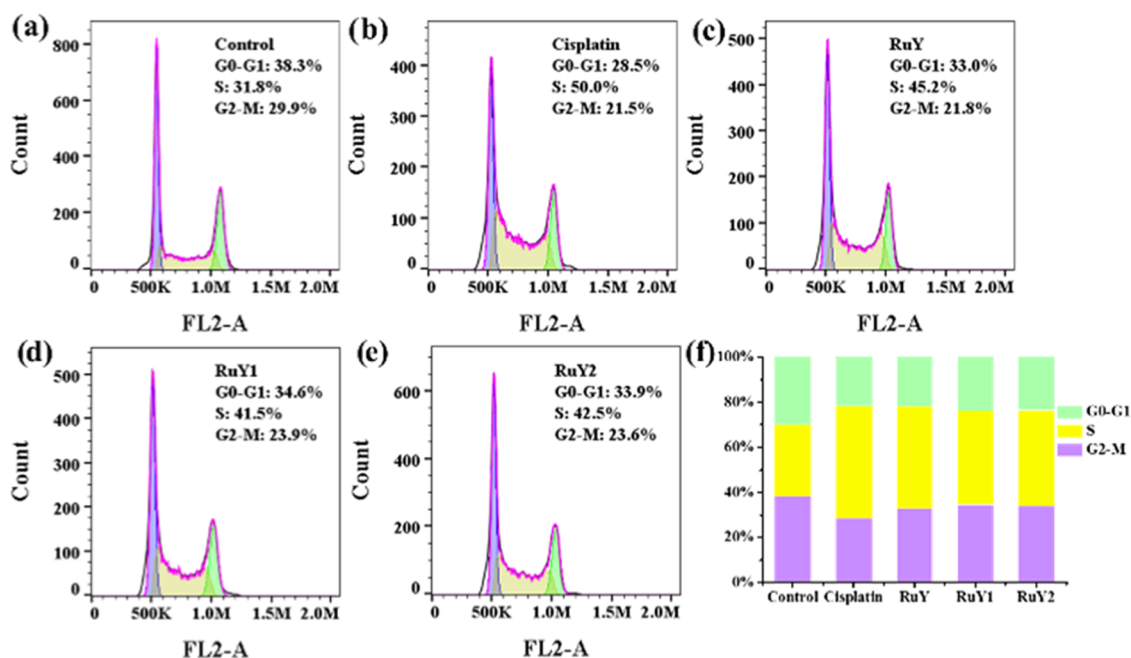 (a)
Control
G0-G1: 38.3%
S: 31.8%
G2-M: 29.9%
800
600
400
200
0
Count
0 500K 1.0M 1.5M 2.0M
FL2-A
(b)
Cisplatin
G0-G1: 28.5%
S: 50.0%
G2-M: 21.5%
400
300
200
100
0
Count
0 500K 1.0M 1.5M 2.0M
FL2-A
(c)
RuY
G0-G1: 33.0%
S: 45.2%
G2-M: 21.8%
500
400
300
200
100
0
Count
0 500K 1.0M 1.5M 2.0M
FL2-A
(d)
RuY1
G0-G1: 34.6%
S: 41.5%
G2-M: 23.9%
500
400
300
200
100
0
Count
0 500K 1.0M 1.5M 2.0M
FL2-A
(e)
RuY2
G0-G1: 33.9%
S: 42.5%
G2-M: 23.6%
600
400
200
0
Count
0 500K 1.0M 1.5M 2.0M
FL2-A
(f)
100%
80%
60%
40%
20%
0%
Control Cisplatin RuY RuY1 RuY2
G0-G1
S
G2-M